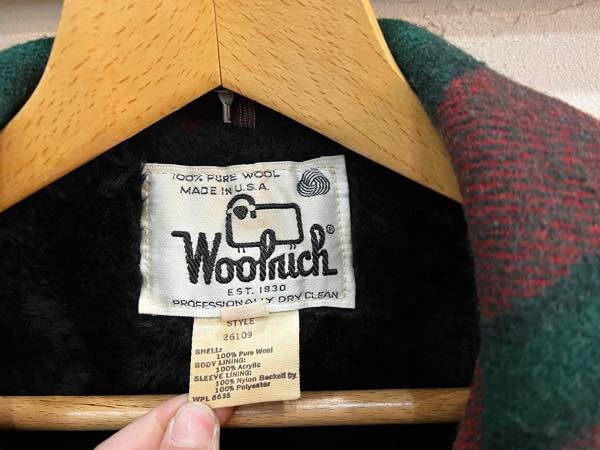 100% PURE WOOL
MADE IN U.S.A.
Woolrich®
EST. 1830
PROFESSIONALLY DRY CLEAN
STYLE
26109
SHELL:
100% Pure Wool
BODY LINING:
100% Acrylic
SLEEVE LINING:
100% Nylon Backed by
100% Polyester
WPL 6635